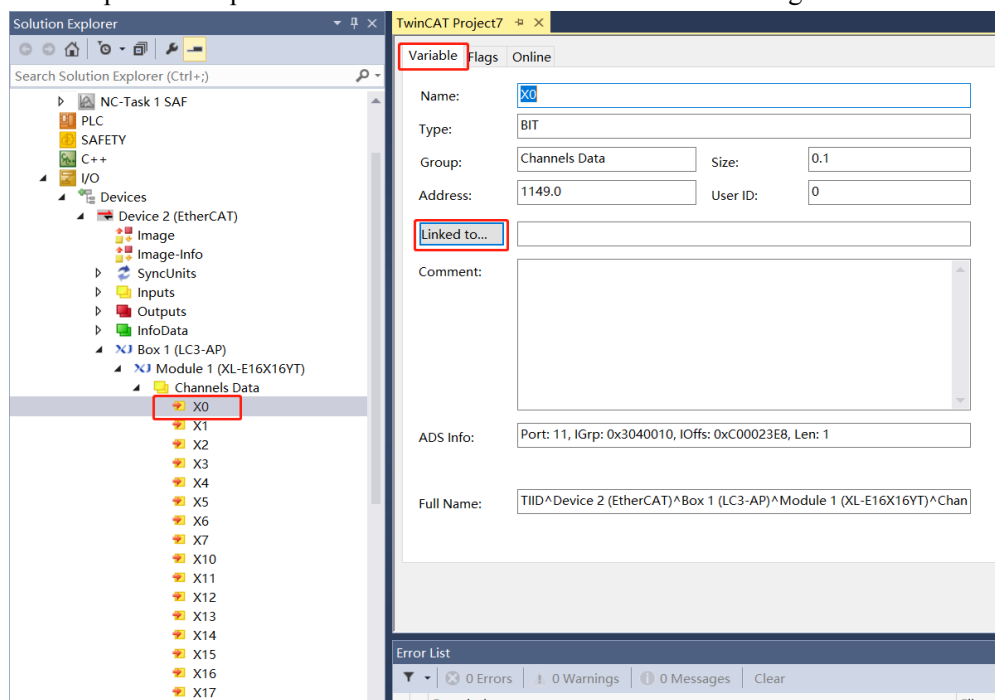 Solution Explorer
Search Solution Explorer (Ctrl+;)
NC-Task 1 SAF
PLC
SAFETY
C++
I/O
Devices
Device 2 (EtherCAT)
Image
Image-Info
SyncUnits
Inputs
Outputs
InfoData
Box 1 (LC3-AP)
Module 1 (XL-E16X16YT)
Channels Data
X0
X1
X2
X3
X4
X5
X6
X7
X10
X11
X12
X13
X14
X15
X16
X17
TwinCAT Project7
Variable Flags Online
Name: X0
Type: BIT
Group: Channels Data Size: 0.1
Address: 1149.0 User ID: 0
Linked to...
Comment:
ADS Info: Port: 11, IGrp: 0x3040010, IOffs: 0xC00023E8, Len: 1
Full Name: TIID^Device 2 (EtherCAT)^Box 1 (LC3-AP)^Module 1 (XL-E16X16YT)^Chan
Error List
0 Errors 0 Warnings 0 Messages Clear